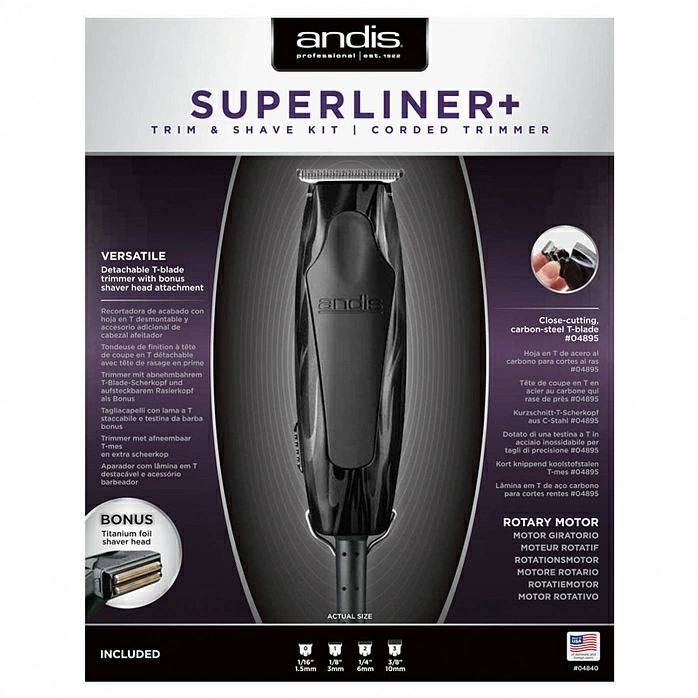 andis
professional | est. 1922
SUPERLINER+
TRIM & SHAVE KIT | CORDED TRIMMER
VERSATILE
Detachable T-blade
trimmer with bonus
shaver head attachment
Recortadora de acabado con
hoja en T desmontable y
accesorio adicional de
cabezal afeitador
Tondeuse de finition à tête
de coupe en T détachable
avec tête de rasage en prime
Trimmer mit abnehmbahrem
T-Blade-Scherkopf und
aufsteckbarem Rasierkopf
als Bonus
Tagliacapelli con lama a T
staccabile e testina da barba
bonus
Trimmer met afneembaar
T-mes
en extra scheerkop
Aparador com lâmina em T
destacável e acessório
barbeador
BONUS
Titanium foil
shaver head
andis
Close-cutting,
carbon-steel T-blade
#04895
Hoja en T de acero al
carbono para cortes al ras
#04895
Tête de coupe en T en
acier au carbone qui
rase de près #04895
Kurzschnitt-T-Scherkopf
aus C-Stahl #04895
Dotato di una testina a T in
acciaio inossidabile per
tagli di precisione #04895
Kort knippend koolstofstalen
T-mes #04895
Lâmina em T de aço carbono
para cortes rentes #04895
ROTARY MOTOR
MOTOR GIRATORIO
MOTEUR ROTATIF
ROTATIONSMOTOR
MOTORE ROTARIO
ROTATIEMOTOR
MOTOR ROTATIVO
ACTUAL SIZE
INCLUDED
0 1 2 3
1/16" 1/8" 1/4" 3/8"
1.5mm 3mm 6mm 10mm
#04840